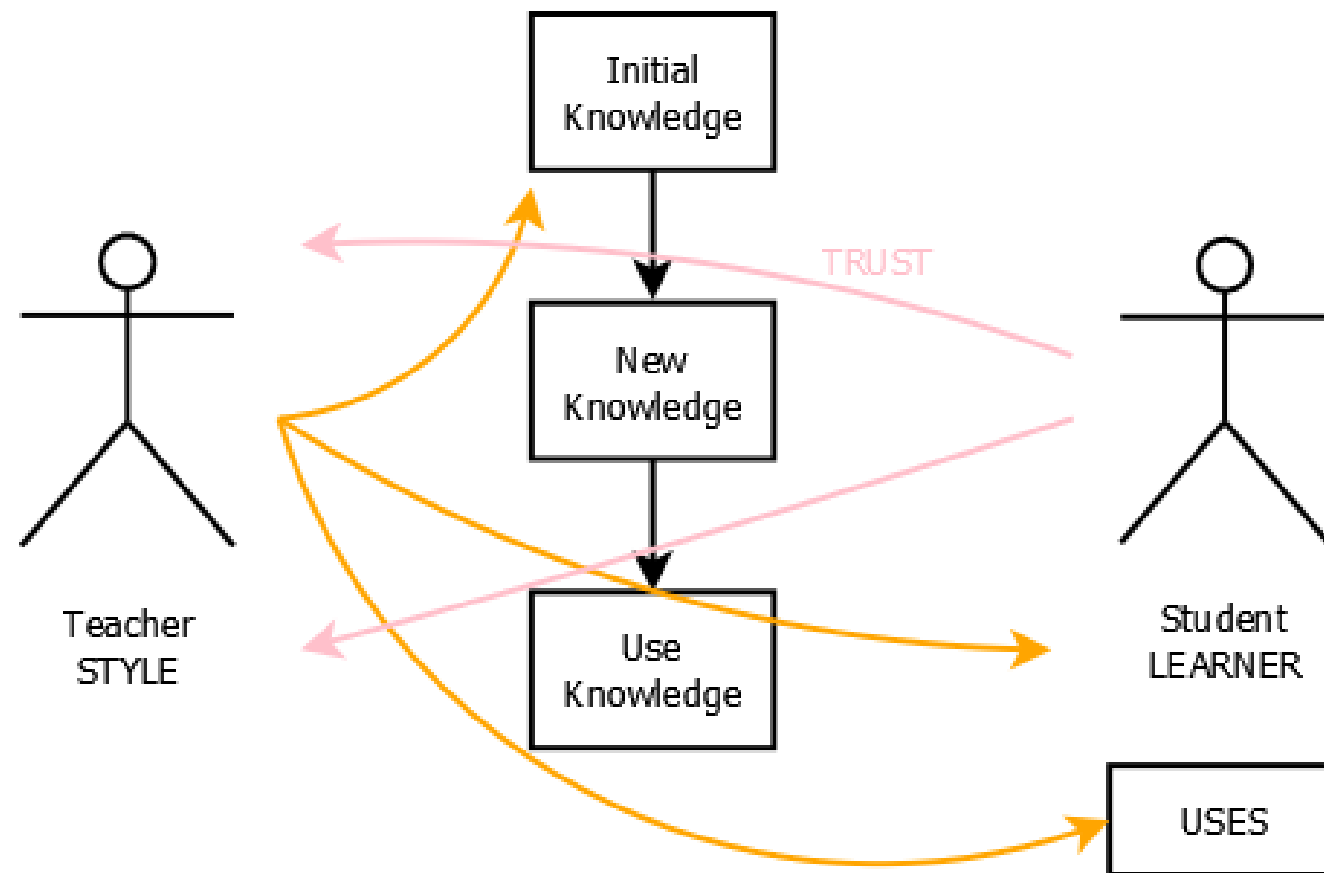 Initial
Knowledge
TRUST
New
Knowledge
Teacher
STYLE
Use
Knowledge
Student
LEARNER
USES